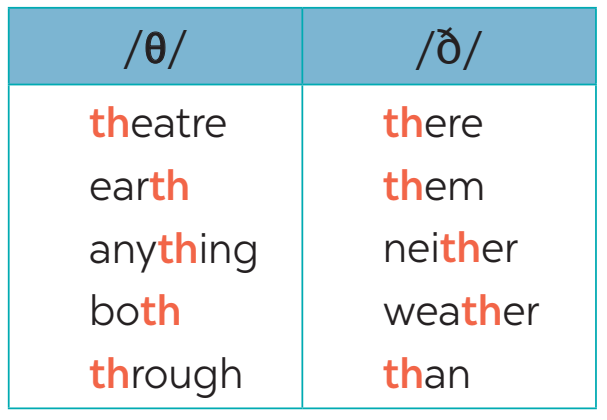 /θ/ /ð/
theatre there
earth them
anything neither
both weather
through than